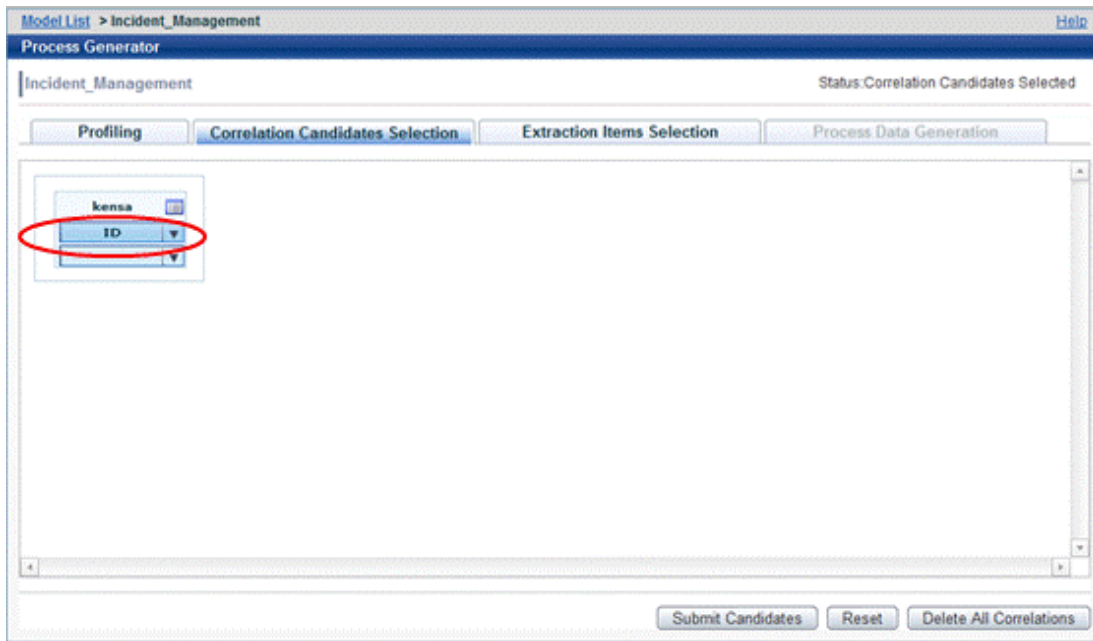 Model List > Incident_Management Help
Process Generator
Incident_Management Status:Correlation Candidates Selected
Profiling Correlation Candidates Selection Extraction Items Selection Process Data Generation
kensa
ID
Submit Candidates Reset Delete All Correlations